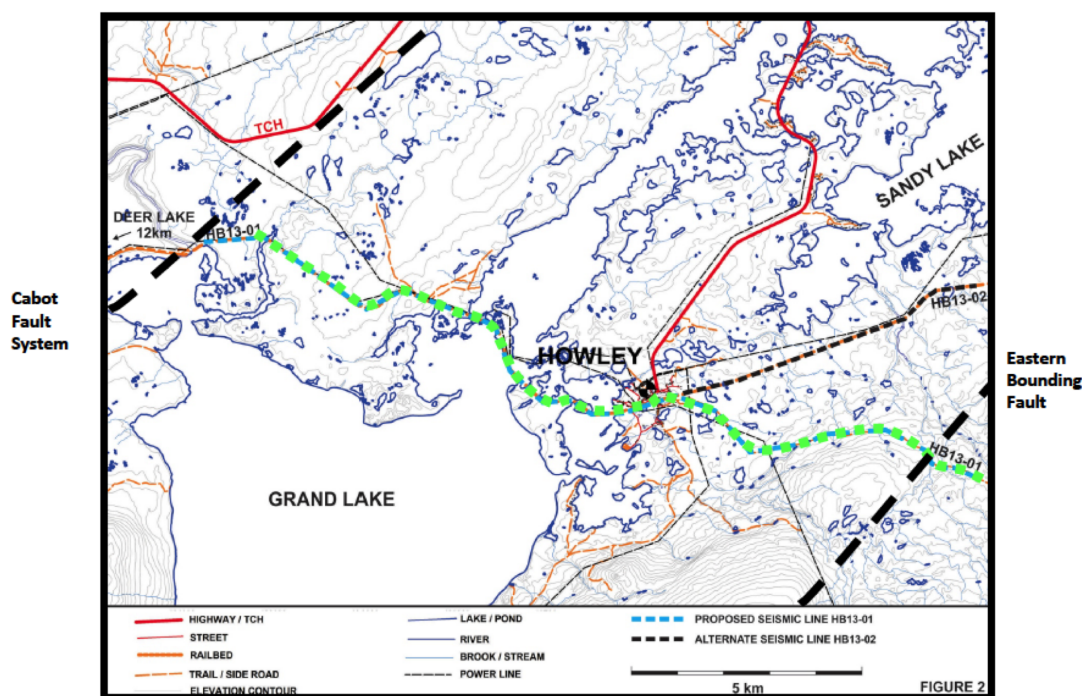 TCH
SANDY LAKE
DEER LAKE
12km
HB13-01
Cabot
Fault
System
HB13-02
HOWLEY
Eastern
Bounding
Fault
HB13-01
GRAND LAKE
HIGHWAY / TCH
STREET
RAILBED
TRAIL / SIDE ROAD
ELEVATION CONTOUR
LAKE / POND
RIVER
BROOK / STREAM
POWER LINE
PROPOSED SEISMIC LINE HB13-01
ALTERNATE SEISMIC LINE HB13-02
5 km
FIGURE 2